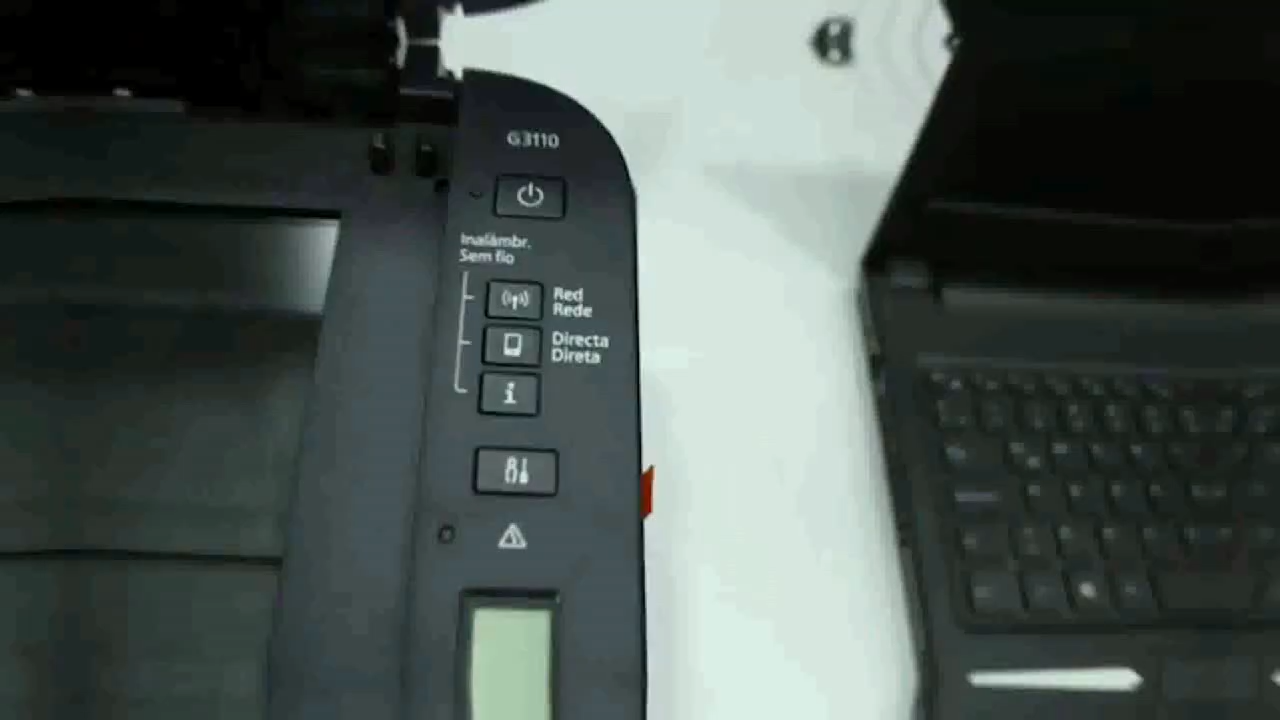 G3110
Inalámbr.
Sem fio
Red
Rede
Directa
Direta